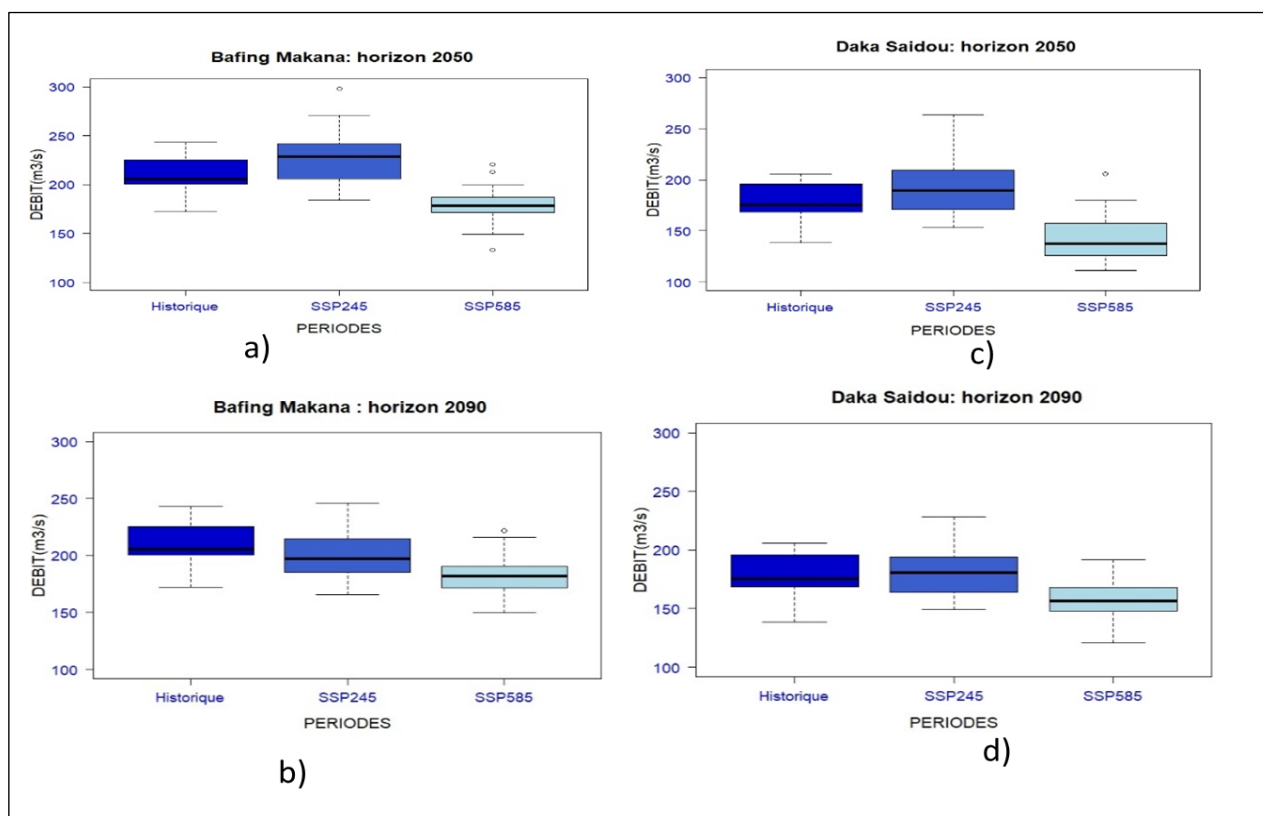 Bafing Makana: horizon 2050
DEBIT(m3/s)
300
250
200
150
100
Historique SSP245 SSP585
PERIODES
a)
Daka Saidou: horizon 2050
DEBIT(m3/s)
300
250
200
150
100
Historique SSP245 SSP585
PERIODES
c)
Bafing Makana : horizon 2090
DEBIT(m3/s)
300
250
200
150
100
Historique SSP245 SSP585
PERIODES
b)
Daka Saidou: horizon 2090
DEBIT(m3/s)
300
250
200
150
100
Historique SSP245 SSP585
PERIODES
d)